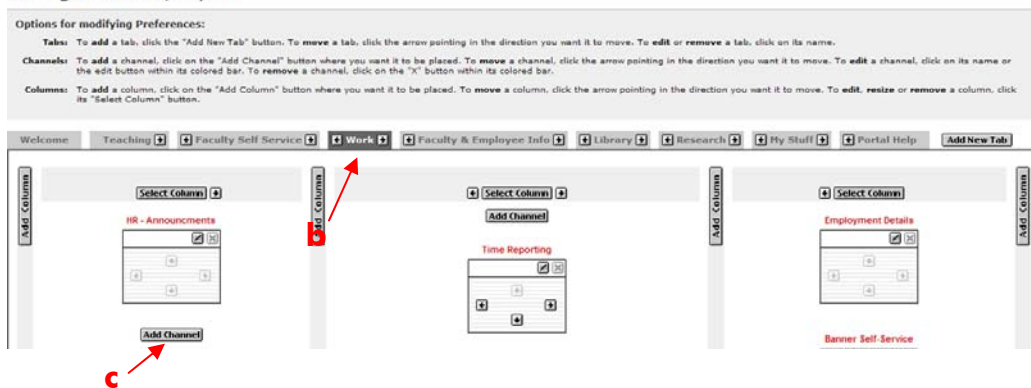 Options for modifying Preferences:
Tabs: To add a tab, click the "Add New Tab" button. To move a tab, click the arrow pointing in the direction you want it to move. To edit or remove a tab, click on its name.
Channels: To add a channel, click on the "Add Channel" button where you want it to be placed. To move a channel, click the arrow pointing in the direction you want it to move. To edit a channel, click on its name or
the edit button within its colored bar. To remove a channel, click on the "X" button within its colored bar.
Columns: To add a column, click on the "Add Column" button where you want it to be placed. To move a column, click the arrow pointing in the direction you want it to move. To edit, resize or remove a column, click
its "Select Column" button.
Welcome Teaching Faculty Self Service Work Faculty & Employee Info Library Research My Stuff Portal Help Add New Tab
Add Column
Select Column
HR - Announcments
Add Channel
c
Add Column
b
Select Column
Add Channel
Time Reporting
Add Column
Select Column
Employment Details
Banner Self-Service
Add Column